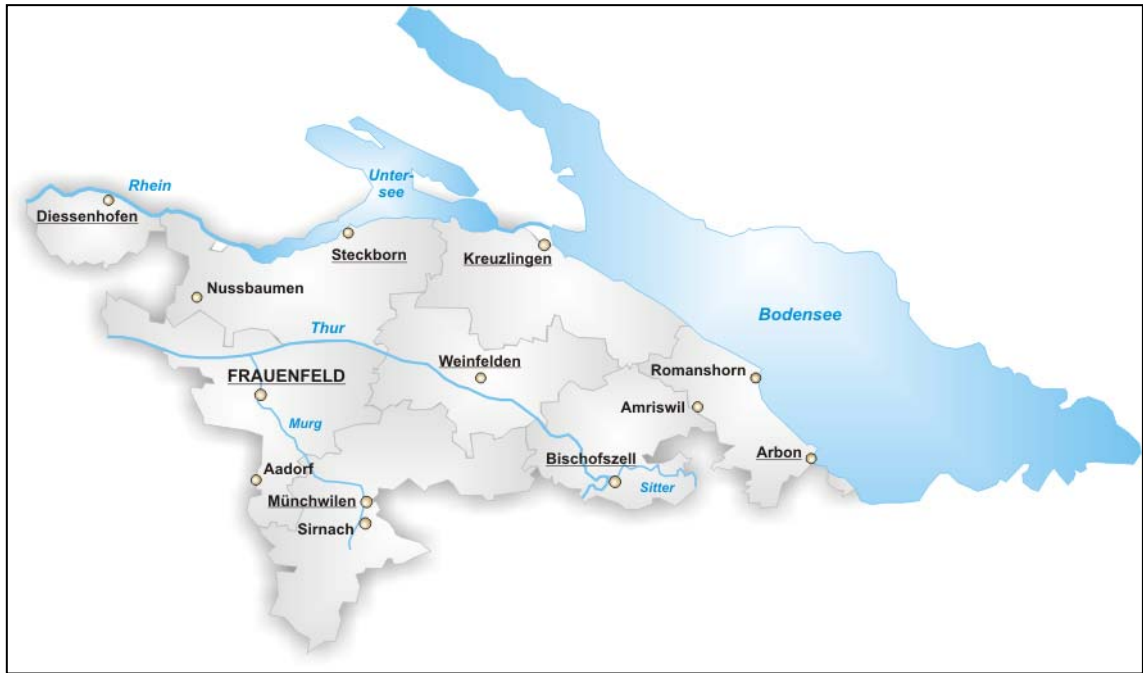 Rhein
Unter-
see
Diessenhofen
Steckborn
Kreuzlingen
Nussbaumen
Bodensee
Thur
Weinfelden
Romanshorn
FRAUENFELD
Amriswil
Murg
Bischofszell
Arbon
Aadorf
Sitter
Münchwilen
Sirnach